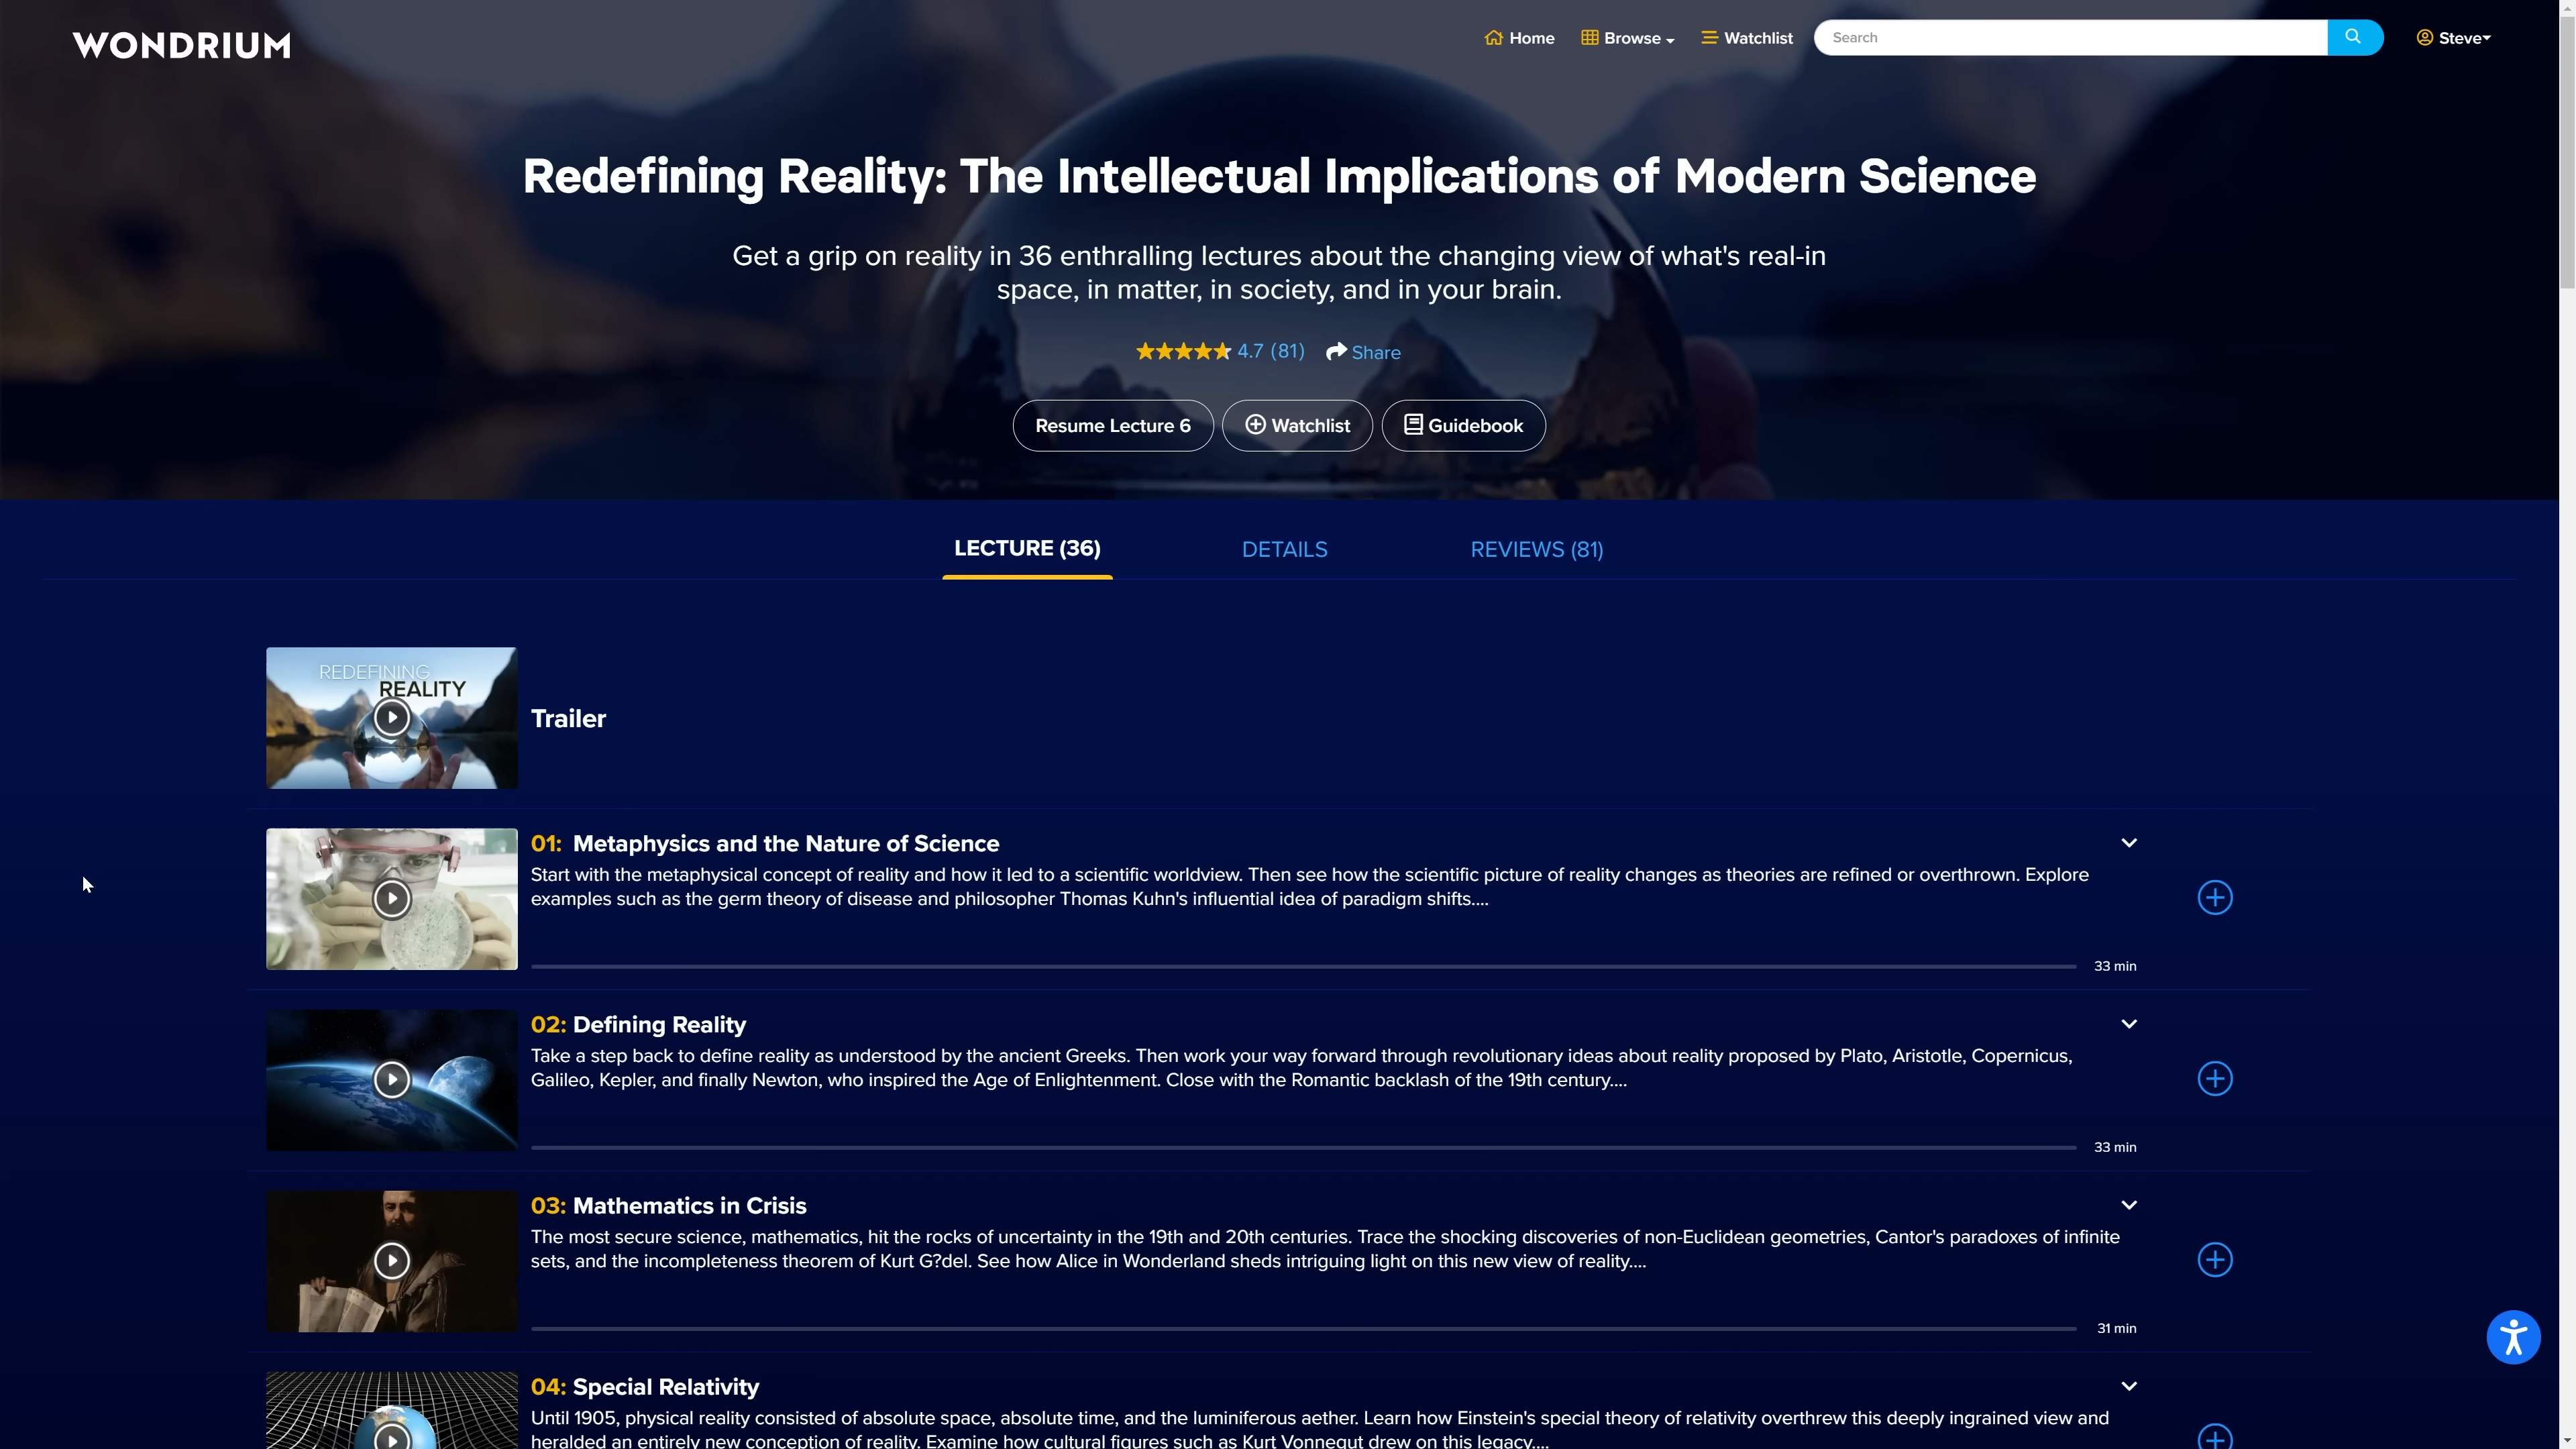 WONDRIUM
Home
Browse
Watchlist
Search
Steve
Redefining Reality: The Intellectual Implications of Modern Science
Get a grip on reality in 36 enthralling lectures about the changing view of what's real-in
space, in matter, in society, and in your brain.
4.7 (81)
Share
Resume Lecture 6
Watchlist
Guidebook
LECTURE (36)
DETAILS
REVIEWS (81)
REDEFINING
REALITY
Trailer
01: Metaphysics and the Nature of Science
Start with the metaphysical concept of reality and how it led to a scientific worldview. Then see how the scientific picture of reality changes as theories are refined or overthrown. Explore
examples such as the germ theory of disease and philosopher Thomas Kuhn's influential idea of paradigm shifts....
33 min
02: Defining Reality
Take a step back to define reality as understood by the ancient Greeks. Then work your way forward through revolutionary ideas about reality proposed by Plato, Aristotle, Copernicus,
Galileo, Kepler, and finally Newton, who inspired the Age of Enlightenment. Close with the Romantic backlash of the 19th century....
33 min
03: Mathematics in Crisis
The most secure science, mathematics, hit the rocks of uncertainty in the 19th and 20th centuries. Trace the shocking discoveries of non-Euclidean geometries, Cantor's paradoxes of infinite
sets, and the incompleteness theorem of Kurt G?del. See how Alice in Wonderland sheds intriguing light on this new view of reality....
31 min
04: Special Relativity
Until 1905, physical reality consisted of absolute space, absolute time, and the luminiferous aether. Learn how Einstein's special theory of relativity overthrew this deeply ingrained view and
heralded an entirely new conception of reality. Examine how cultural figures such as Kurt Vonnegut drew on this legacy....